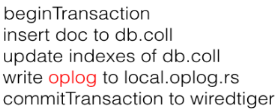 beginTransaction
insert doc to db.coll
update indexes of db.coll
write oplog to local.oplog.rs
commitTransaction to wiredtiger